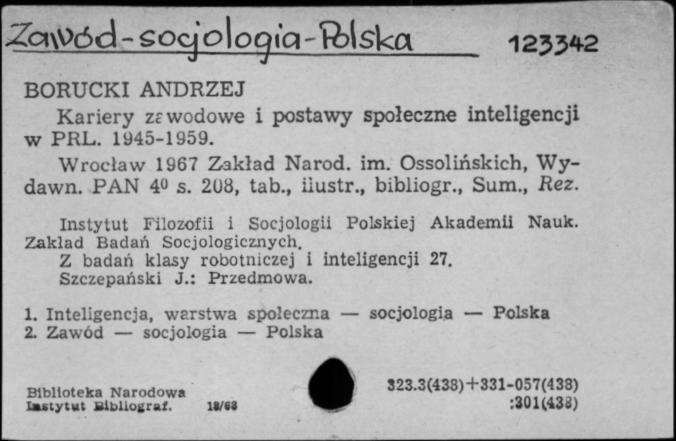 Zawód-socjologia-Polska
123342
BORUCKI ANDRZEJ
Kariery zawodowe i postawy społeczne inteligencji
w PRL. 1945-1959.
Wrocław 1967 Zakład Narod. im. Ossolińskich, Wy-
dawn. PAN 4⁰ s. 208, tab., ilustr., bibliogr., Sum., Rez.
Instytut Filozofii i Socjologii Polskiej Akademii Nauk.
Zakład Badań Socjologicznych.
Z badań klasy robotniczej i inteligencji 27.
Szczepański J.: Przedmowa.
1. Inteligencja, warstwa społeczna — socjologia — Polska
2. Zawód — socjologia — Polska
Biblioteka Narodowa
Instytut Bibliograf. 18/68
323.3(438)+331-057(438)
:301(438)